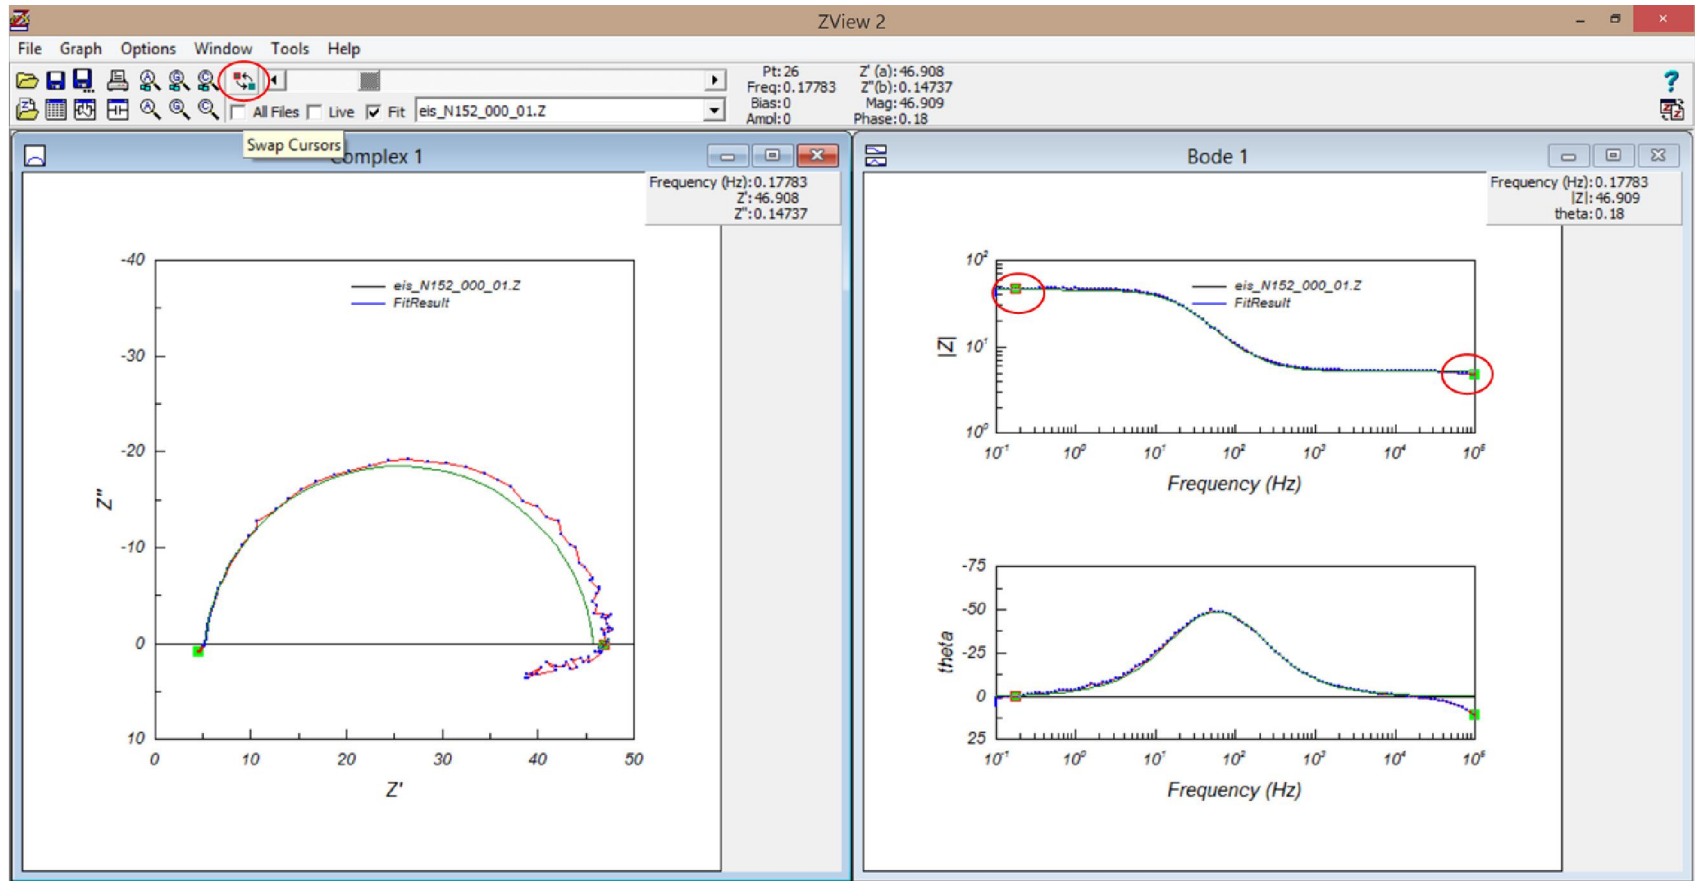 ZView 2
File Graph Options Window Tools Help
Pt: 26 Z' (a): 46.908
Freq: 0.17783 Z''(b): 0.14737
Bias: 0 Mag: 46.909
Ampl: 0 Phase: 0.18
All Files Live Fit eis_N152_000_01.Z
Swap Cursors
Complex 1
Frequency (Hz): 0.17783
Z': 46.908
Z'': 0.14737
-40
-30
-20
-10
0
10
Z''
eis_N152_000_01.Z
FitResult
0 10 20 30 40 50
Z'
Bode 1
Frequency (Hz): 0.17783
|Z|: 46.909
theta: 0.18
10²
10¹
10⁰
|Z|
eis_N152_000_01.Z
FitResult
10⁻¹ 10⁰ 10¹ 10² 10³ 10⁴ 10⁵
Frequency (Hz)
-75
-50
-25
0
25
theta
10⁻¹ 10⁰ 10¹ 10² 10³ 10⁴ 10⁵
Frequency (Hz)